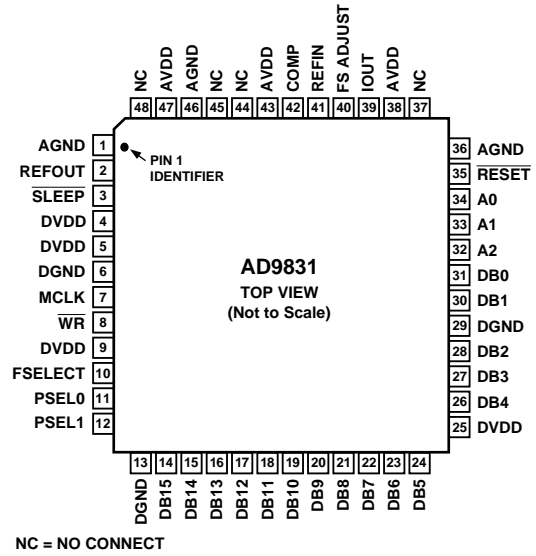 NC
AVDD
AGND
NC
NC
AVDD
COMP
REFIN
FS ADJUST
IOUT
AVDD
NC
48 47 46 45 44 43 42 41 40 39 38 37
AGND 1
REFOUT 2
SLEEP 3
DVDD 4
DVDD 5
DGND 6
MCLK 7
WR 8
DVDD 9
FSELECT 10
PSEL0 11
PSEL1 12
PIN 1
IDENTIFIER
AD9831
TOP VIEW
(Not to Scale)
36 AGND
35 RESET
34 A0
33 A1
32 A2
31 DB0
30 DB1
29 DGND
28 DB2
27 DB3
26 DB4
25 DVDD
13 14 15 16 17 18 19 20 21 22 23 24
DGND
DB15
DB14
DB13
DB12
DB11
DB10
DB9
DB8
DB7
DB6
DB5
NC = NO CONNECT